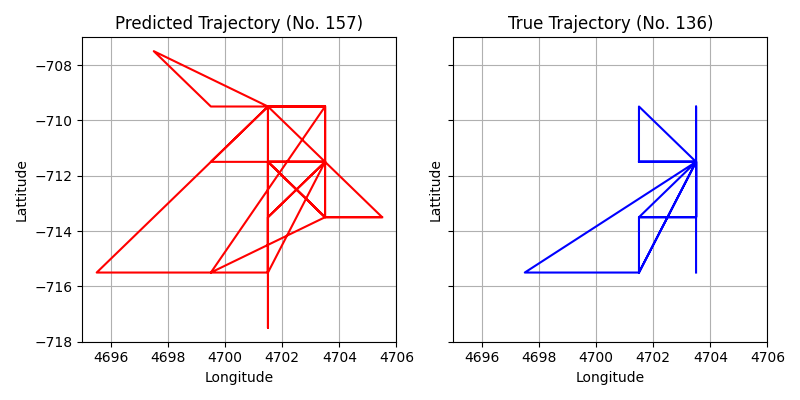 Predicted Trajectory (No. 157)
−708
−710
−712
−714
−716
−718
Lattitude
4696 4698 4700 4702 4704 4706
Longitude
True Trajectory (No. 136)
Lattitude
4696 4698 4700 4702 4704 4706
Longitude